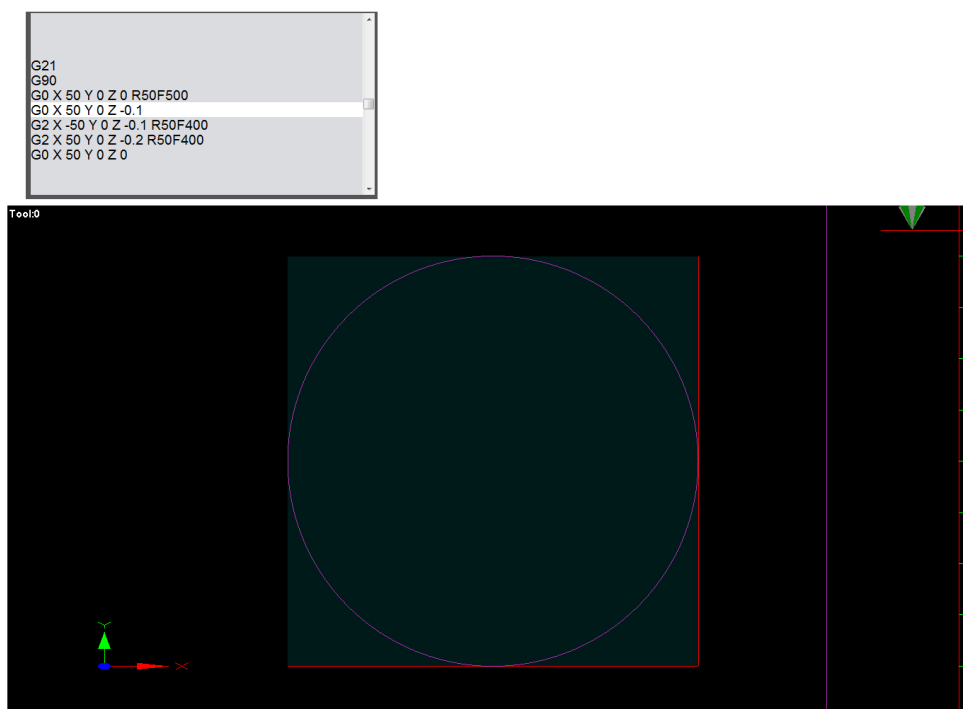 G21
G90
G0 X 50 Y 0 Z 0 R50F500
G0 X 50 Y 0 Z -0.1
G2 X -50 Y 0 Z -0.1 R50F400
G2 X 50 Y 0 Z -0.2 R50F400
G0 X 50 Y 0 Z 0
Tool:0
Y
X